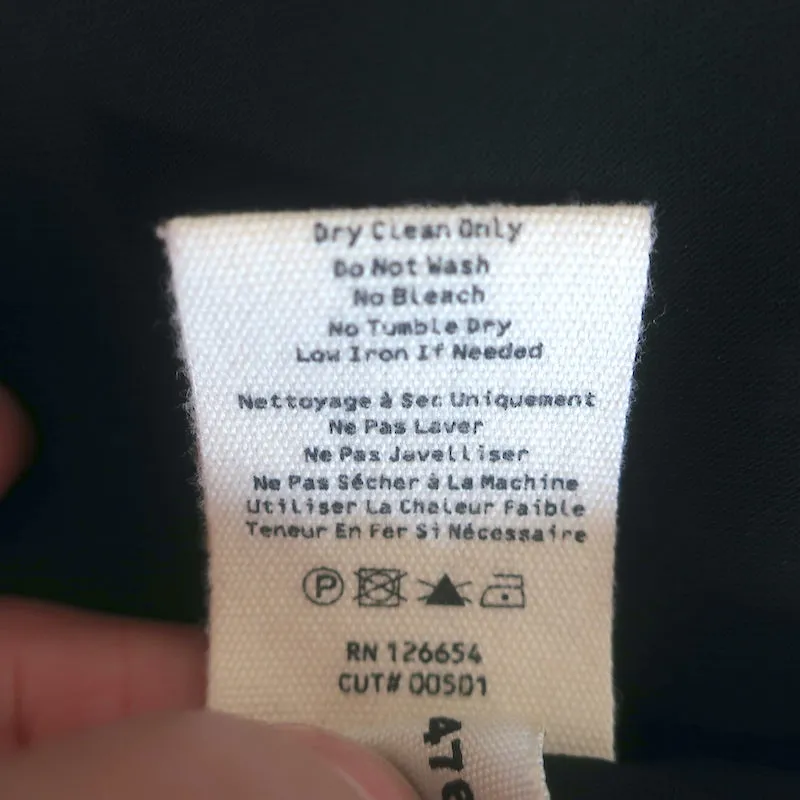 Dry Clean Only
Do Not Wash
No Bleach
No Tumble Dry
Low Iron If Needed
Nettoyage à Sec Uniquement
Ne Pas Laver
Ne Pas Javelliser
Ne Pas Sécher à La Machine
Utiliser La Chaleur Faible
Teneur En Fer Si Nécessaire
P
RN 126654
CUT# 00501